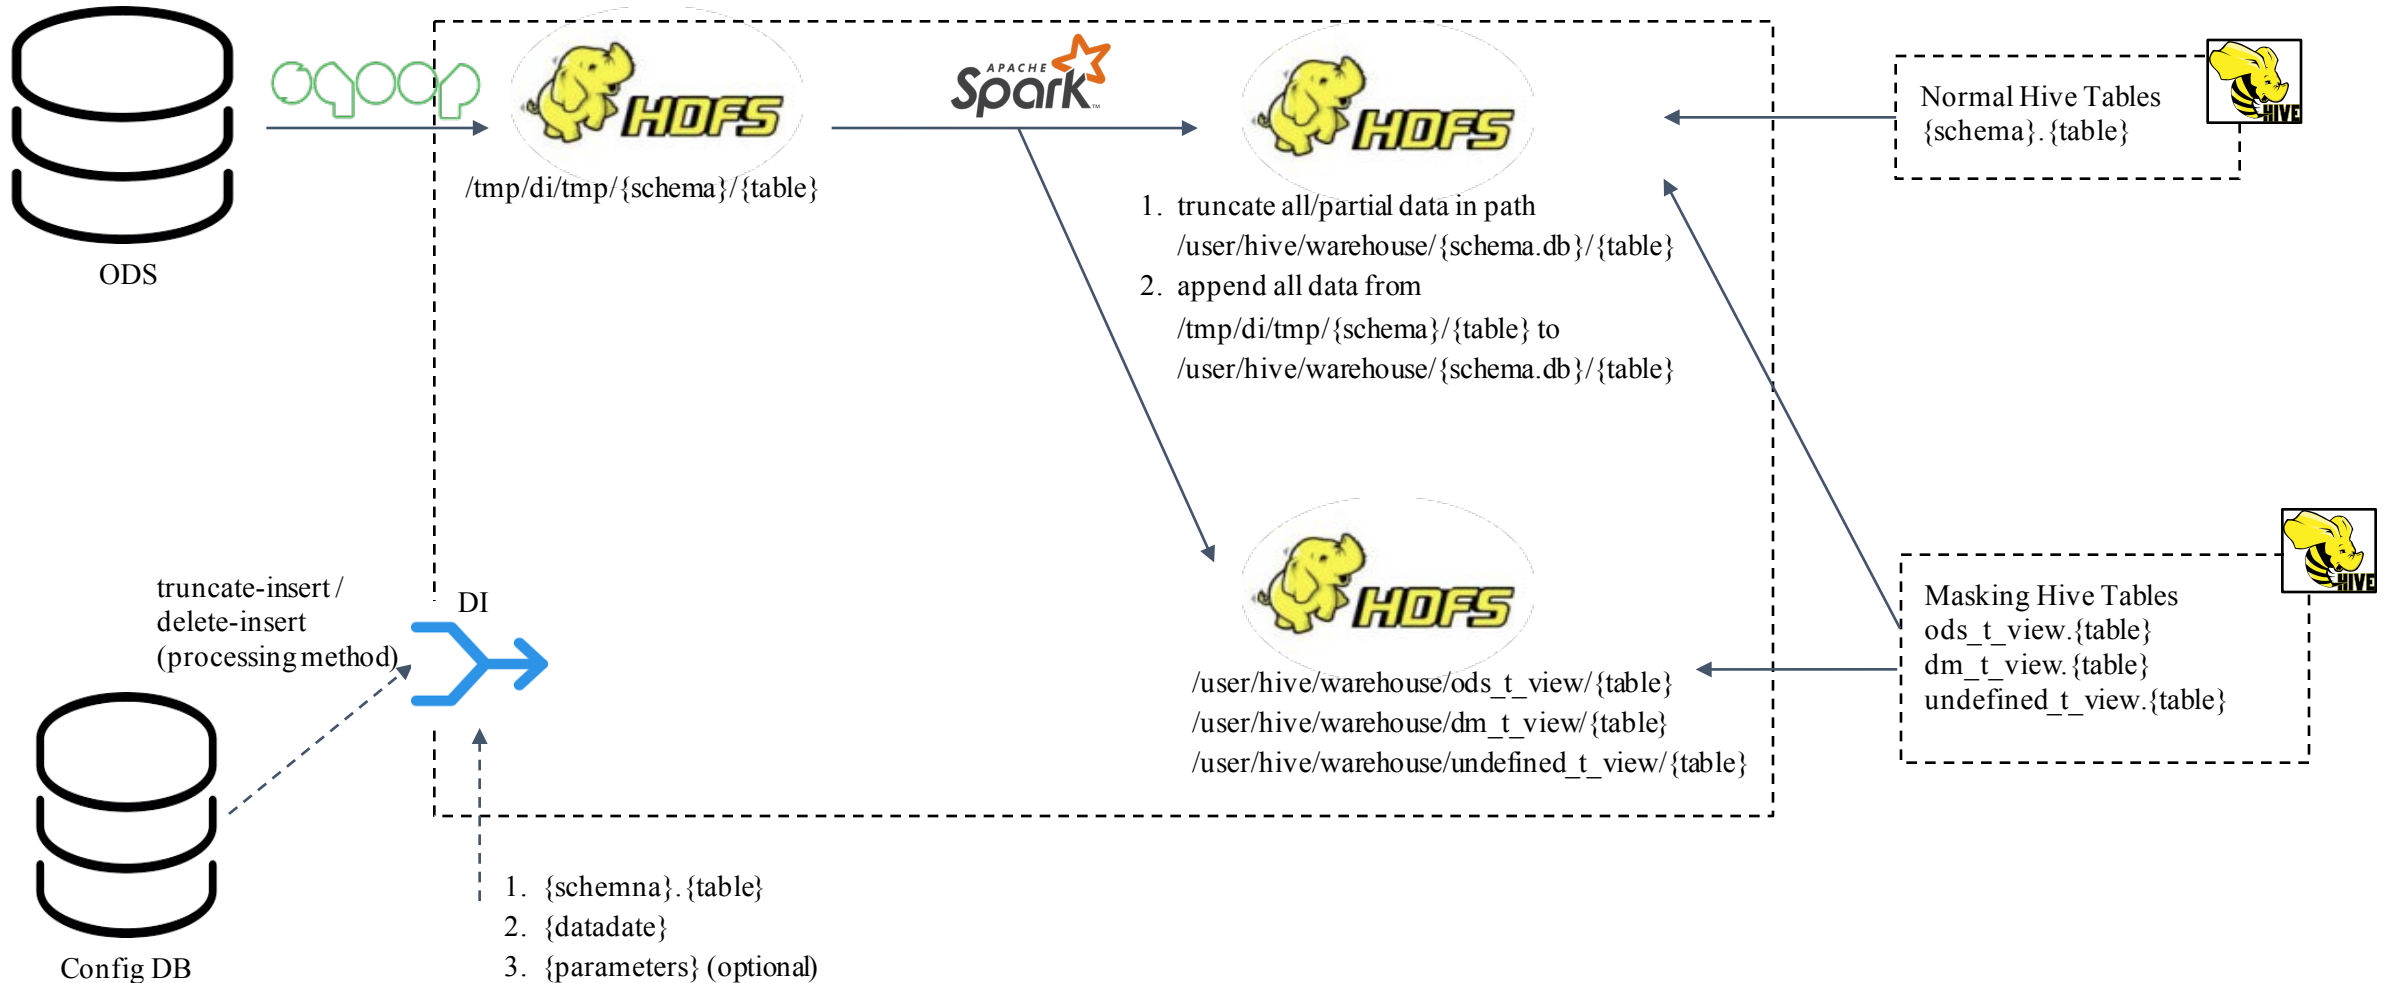 sqoop
HDFS
/tmp/di/tmp/{schema}/{table}
APACHE
Spark
TM
HDFS
1. truncate all/partial data in path
/user/hive/warehouse/{schema.db}/{table}
2. append all data from
/tmp/di/tmp/{schema}/{table} to
/user/hive/warehouse/{schema.db}/{table}
Normal Hive Tables
{schema}.{table}
HIVE
ODS
HDFS
/user/hive/warehouse/ods_t_view/{table}
/user/hive/warehouse/dm_t_view/{table}
/user/hive/warehouse/undefined_t_view/{table}
Masking Hive Tables
ods_t_view.{table}
dm_t_view.{table}
undefined_t_view.{table}
HIVE
truncate-insert /
delete-insert
(processing method)
DI
Config DB
1. {schemna}.{table}
2. {datadate}
3. {parameters} (optional)